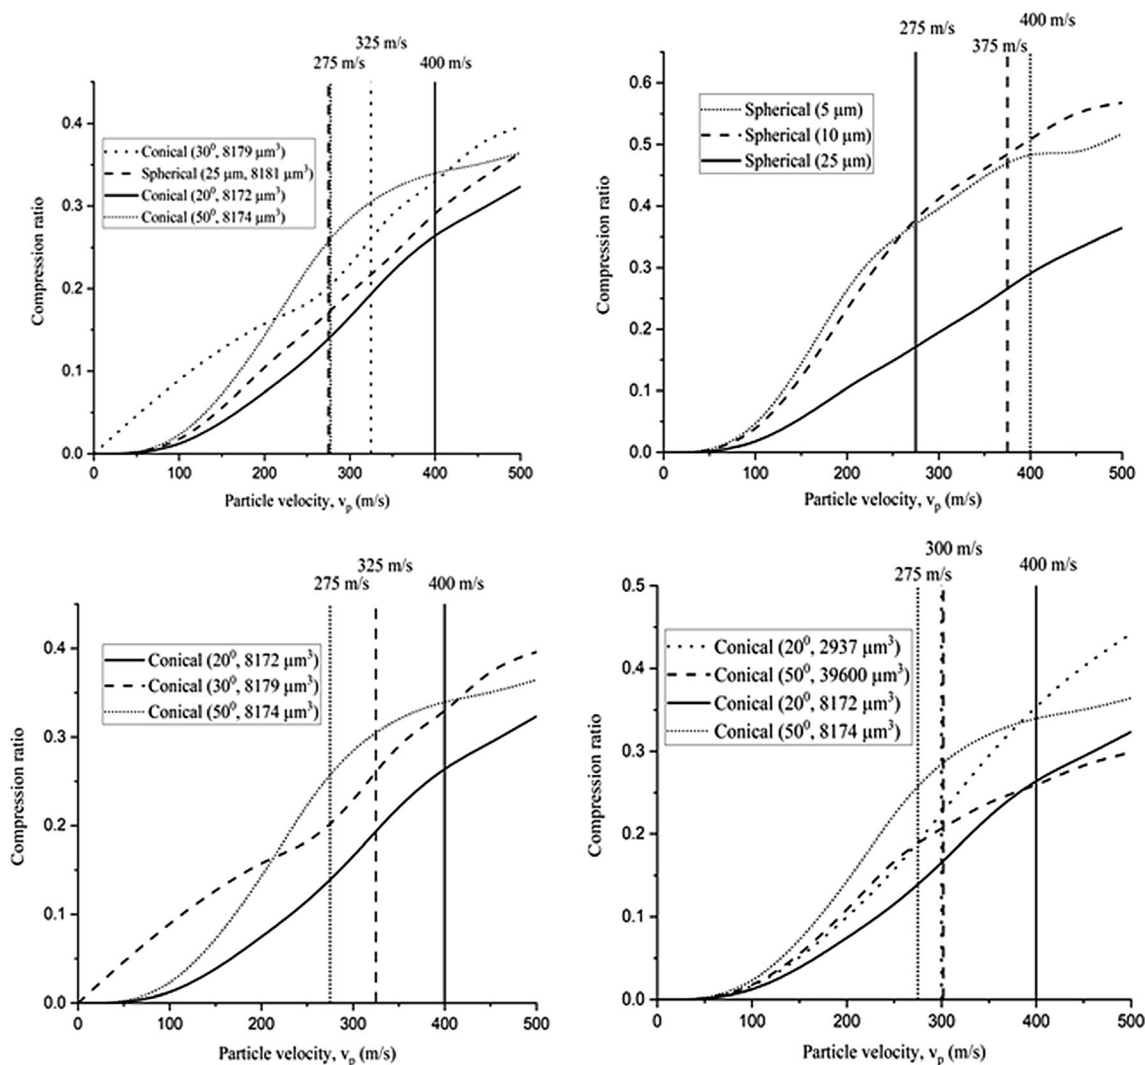 325 m/s
275 m/s 400 m/s
Compression ratio
0.4
0.3
0.2
0.1
0.0
Conical (30⁰, 8179 µm³)
Spherical (25 µm, 8181 µm³)
Conical (20⁰, 8172 µm³)
Conical (50⁰, 8174 µm³)
0 100 200 300 400 500
Particle velocity, vₚ (m/s)
400 m/s
275 m/s
375 m/s
Compression ratio
0.6
0.5
0.4
0.3
0.2
0.1
0.0
Spherical (5 µm)
Spherical (10 µm)
Spherical (25 µm)
0 100 200 300 400 500
Particle velocity, vₚ (m/s)
325 m/s
275 m/s 400 m/s
Compression ratio
0.4
0.3
0.2
0.1
0.0
Conical (20⁰, 8172 µm³)
Conical (30⁰, 8179 µm³)
Conical (50⁰, 8174 µm³)
0 100 200 300 400 500
Particle velocity, vₚ (m/s)
300 m/s
275 m/s 400 m/s
Compression ratio
0.5
0.4
0.3
0.2
0.1
0.0
Conical (20⁰, 2937 µm³)
Conical (50⁰, 39600 µm³)
Conical (20⁰, 8172 µm³)
Conical (50⁰, 8174 µm³)
0 100 200 300 400 500
Particle velocity, vₚ (m/s)